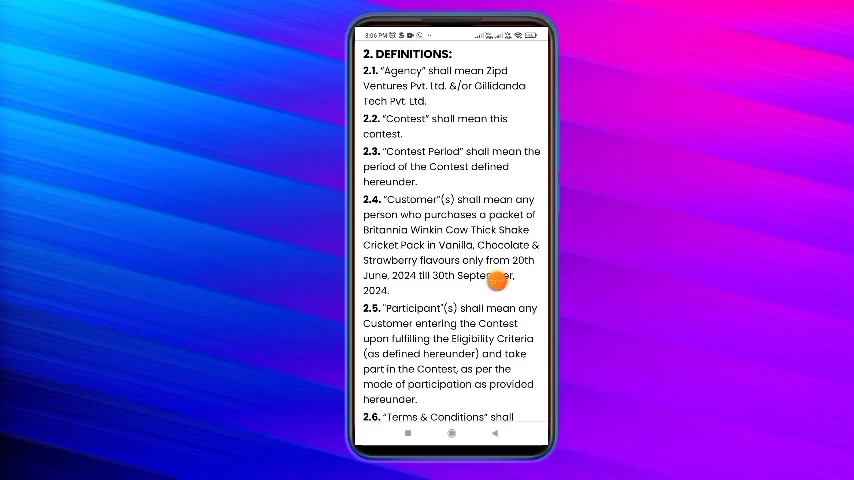 3:06 PM
2. DEFINITIONS:
2.1. “Agency” shall mean Zipd
Ventures Pvt. Ltd. &/or Gillidanda
Tech Pvt. Ltd.
2.2. “Contest” shall mean this
contest.
2.3. “Contest Period” shall mean the
period of the Contest defined
hereunder.
2.4. “Customer”(s) shall mean any
person who purchases a packet of
Britannia Winkin Cow Thick Shake
Cricket Pack in Vanilla, Chocolate &
Strawberry flavours only from 20th
June, 2024 till 30th
2024.
2.5. "Participant"(s) shall mean any
Customer entering the Contest
upon fulfilling the Eligibility Criteria
(as defined hereunder) and take
part in the Contest, as per the
mode of participation as provided
hereunder.
2.6. “Terms & Conditions” shall